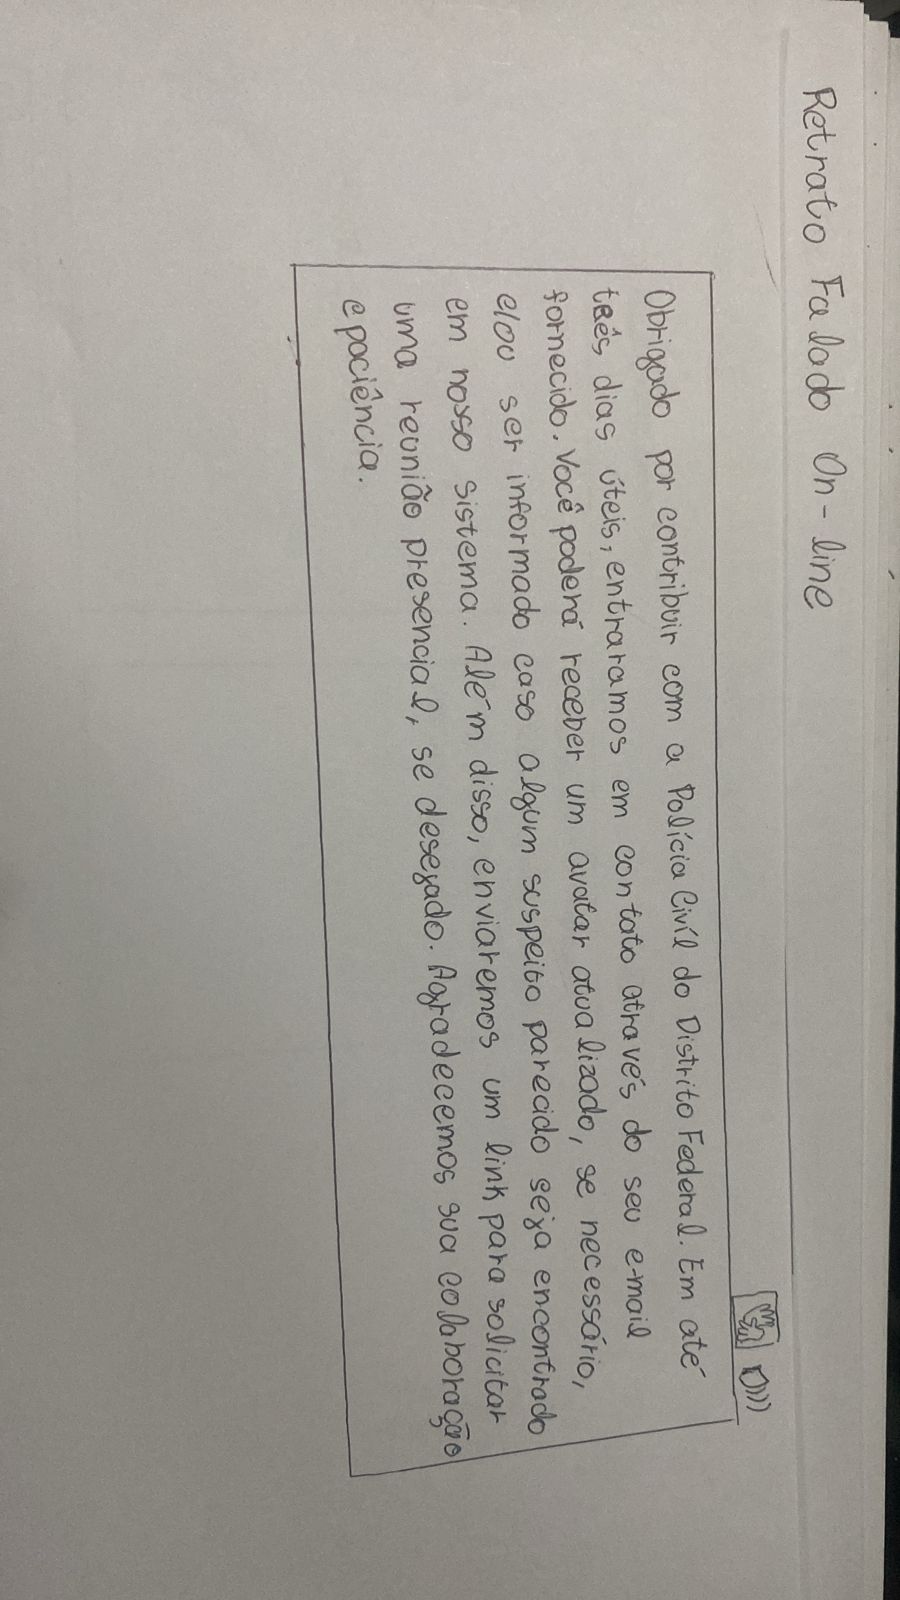 Retrato Falado On-line
Obrigado por contribuir com a Polícia Civíl do Distrito Federal. Em até
três dias úteis, entraramos em contato através do seu e-mail
fornecido. Você poderá receber um avatar atualizado, se necessário,
e/ou ser informado caso algum suspeito parecido seja encontrado
em nosso sistema. Além disso, enviaremos um link para solicitar
uma reunião presencial, se desejado. Agradecemos sua colaboração
e paciência.